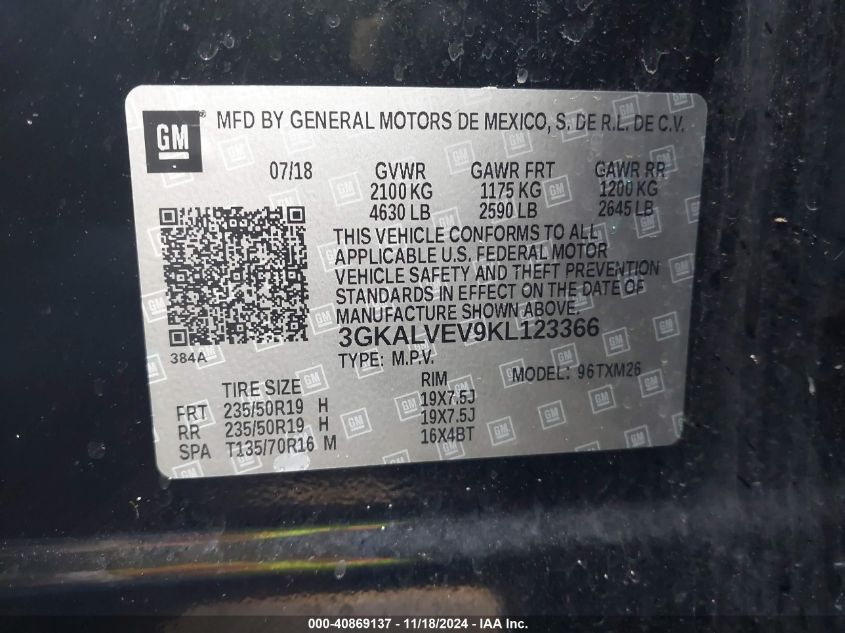 GM ® MFD BY GENERAL MOTORS DE MEXICO, S. DE R.L. DE C.V.
07/18 GVWR GAWR FRT GAWR RR
2100 KG 1175 KG 1200 KG
4630 LB 2590 LB 2645 LB
THIS VEHICLE CONFORMS TO ALL
APPLICABLE U.S. FEDERAL MOTOR
VEHICLE SAFETY AND THEFT PREVENTION
STANDARDS IN EFFECT ON THE DATE OF
MANUFACTURE SHOWN ABOVE.
384A 3GKALVEV9KL123366
TYPE: M.P.V. MODEL: 96TXM26
TIRE SIZE RIM
FRT 235/50R19 H 19X7.5J
RR 235/50R19 H 19X7.5J
SPA T135/70R16 M 16X4BT
000-40869137 - 11/18/2024 - IAA Inc.